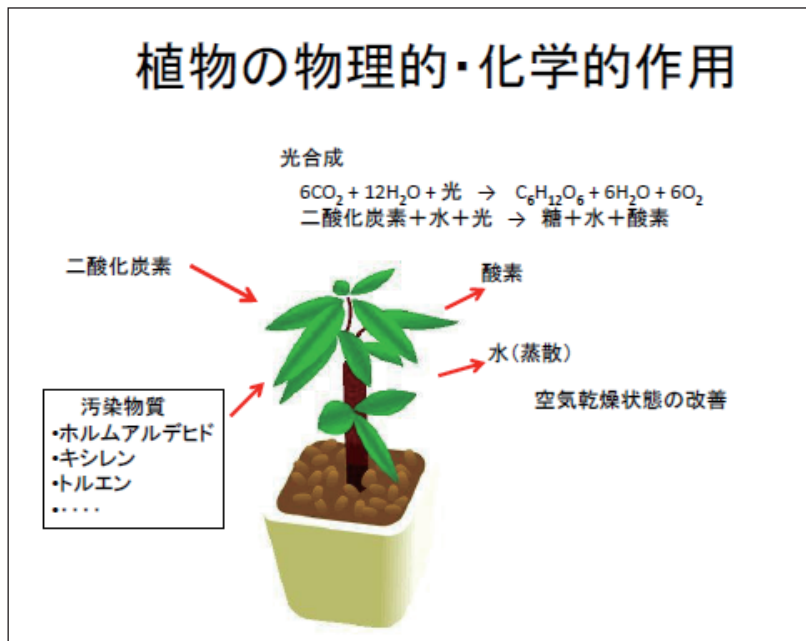 植物の物理的・化学的作用
光合成
6CO₂ + 12H₂O + 光 → C₆H₁₂O₆ + 6H₂O + 6O₂
二酸化炭素＋水＋光 → 糖＋水＋酸素
二酸化炭素
酸素
水（蒸散）
空気乾燥状態の改善
汚染物質
•ホルムアルデヒド
•キシレン
•トルエン
•‥‥